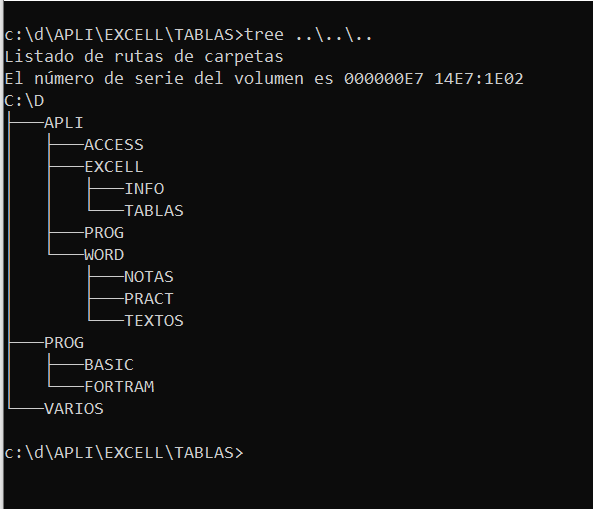 c:\d\APLI\EXCELL\TABLAS>tree ..\..\..
Listado de rutas de carpetas
El número de serie del volumen es 000000E7 14E7:1E02
C:\D
├───APLI
│   ├───ACCESS
│   ├───EXCELL
│   │   ├───INFO
│   │   └───TABLAS
│   ├───PROG
│   └───WORD
│       ├───NOTAS
│       ├───PRACT
│       └───TEXTOS
├───PROG
│   ├───BASIC
│   └───FORTRAM
└───VARIOS
c:\d\APLI\EXCELL\TABLAS>